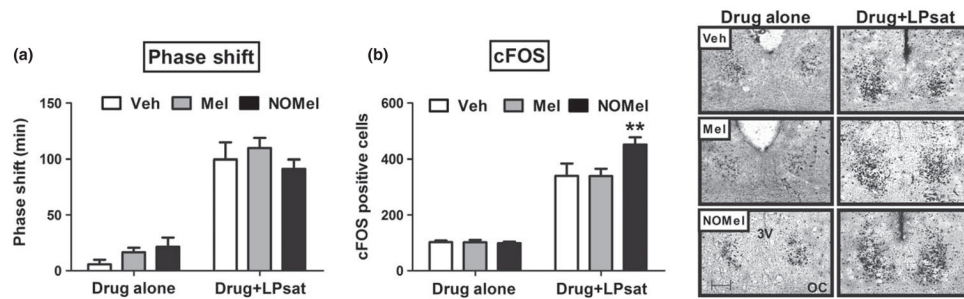 (a)
Phase shift
Veh Mel NOMel
Phase shift (min)
150
100
50
0
Drug alone Drug+LPsat
(b)
cFOS
Veh Mel NOMel
cFOS positive cells
600
400
200
0
**
Drug alone Drug+LPsat
Drug alone Drug+LPsat
Veh
Mel
NOMel
3V
OC